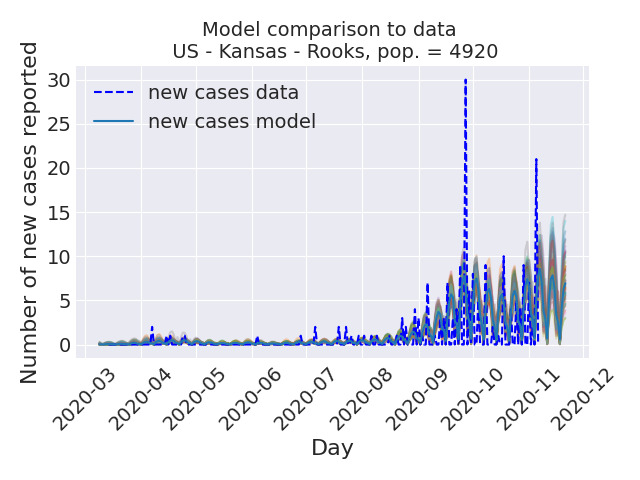 Model comparison to data
US - Kansas - Rooks, pop. = 4920
Number of new cases reported
30
25
20
15
10
5
0
new cases data
new cases model
2020-03
2020-04
2020-05
2020-06
2020-07
2020-08
2020-09
2020-10
2020-11
2020-12
Day